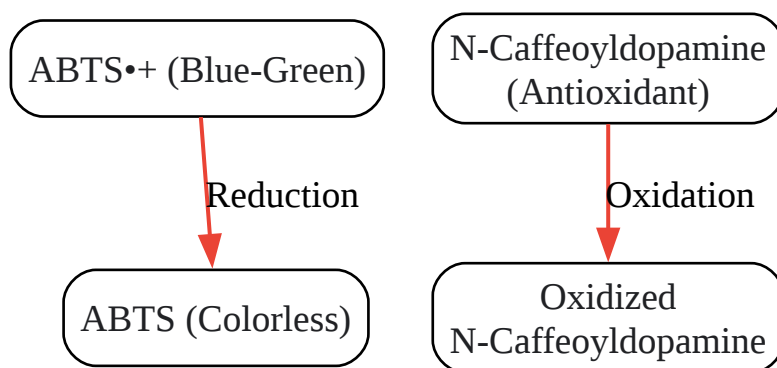 ABTS•+ (Blue-Green)
N-Caffeoyldopamine
(Antioxidant)
Reduction
Oxidation
ABTS (Colorless)
Oxidized
N-Caffeoyldopamine